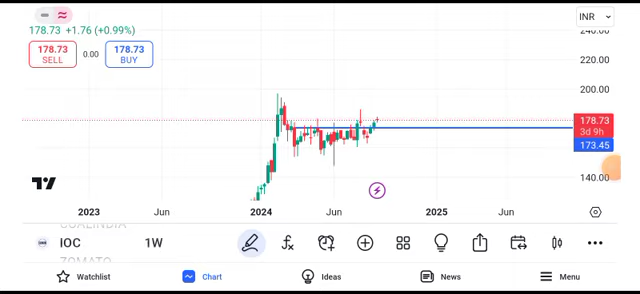 INR
240.00
178.73 +1.76 (+0.99%)
178.73 SELL 0.00 178.73 BUY
220.00
200.00
178.73
3d 9h
173.45
140.00
2023 Jun 2024 Jun 2025 Jun
COALINDIA
IOC 1W
ZOMATO
Watchlist Chart Ideas News Menu